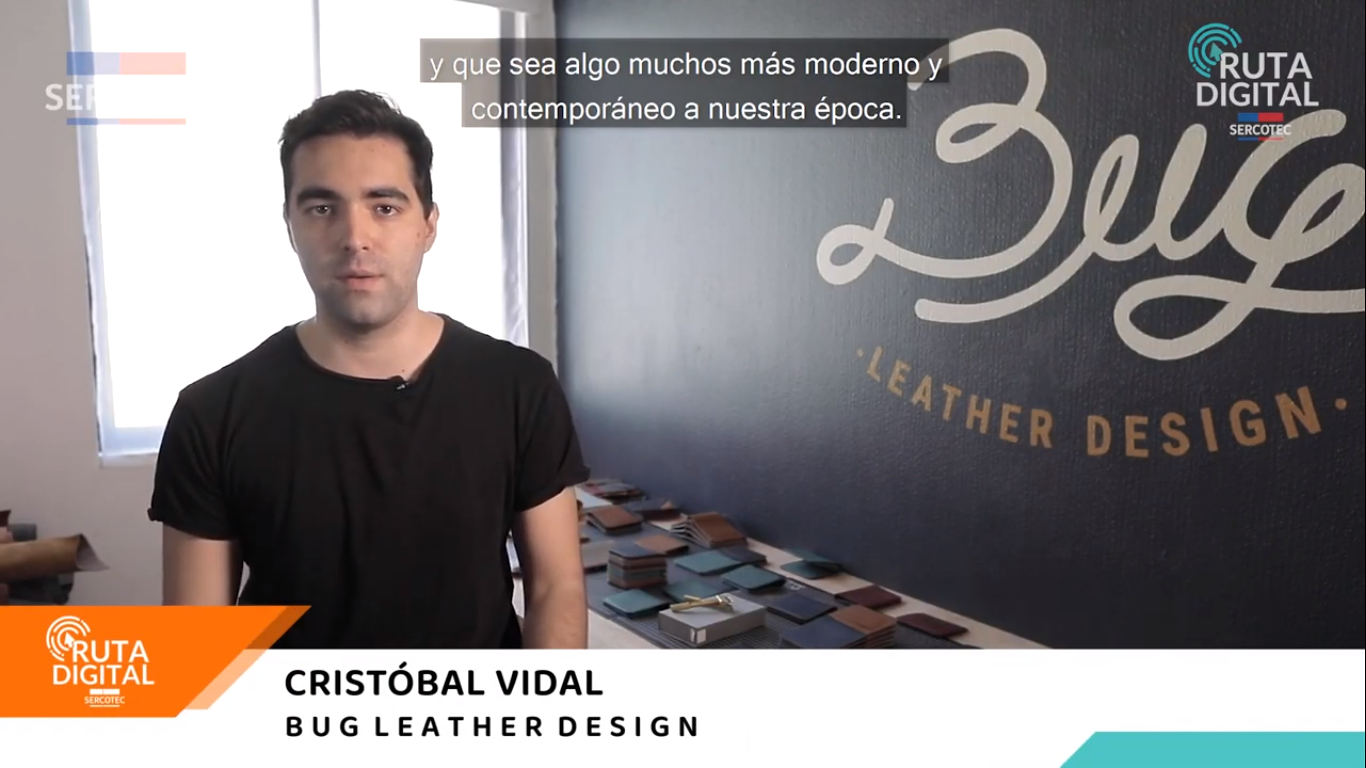 y que sea algo muchos más moderno y
contemporáneo a nuestra época.
RUTA
DIGITAL
SERCOTEC
SER
Bug
·LEATHER DESIGN·
RUTA
DIGITAL
SERCOTEC
CRISTÓBAL VIDAL
BUG LEATHER DESIGN